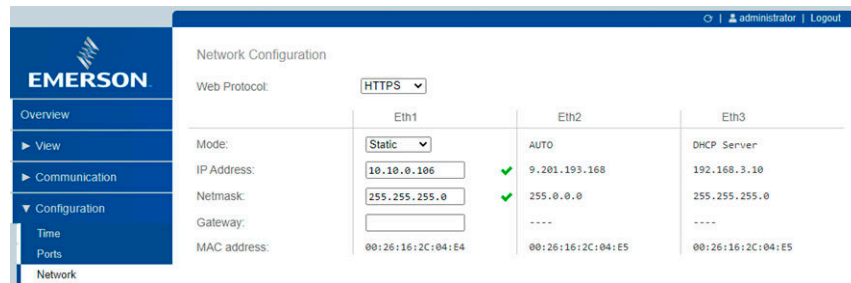 administrator | Logout
EMERSON
Network Configuration
Web Protocol: HTTPS
Overview
Eth1 Eth2 Eth3
► View
Mode: Static AUTO DHCP Server
► Communication
IP Address: 10.10.0.106 9.201.193.168 192.168.3.10
Netmask: 255.255.255.0 255.0.0.0 255.255.255.0
▼ Configuration
Gateway: ---- ----
Time
MAC address: 00:26:16:2C:04:E4 00:26:16:2C:04:E5 00:26:16:2C:04:E5
Ports
Network